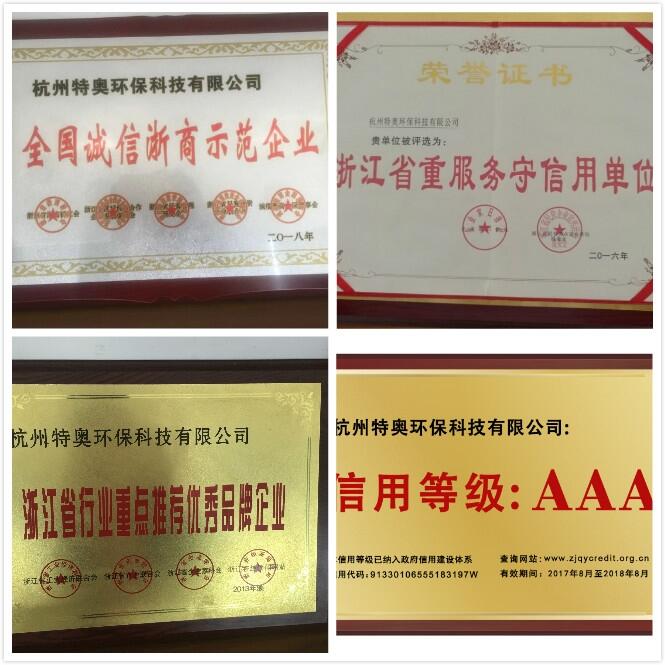 杭州特奥环保科技有限公司
全国诚信浙商示范企业
二〇一八年
荣誉证书
杭州特奥环保科技有限公司
贵单位被评选为:
浙江省重服务守信用单位
二〇一六年
杭州特奥环保科技有限公司
浙江省行业重点推荐优秀品牌企业
2013年度
杭州特奥环保科技有限公司:
信用等级: AAA
信用等级已纳入政府信用建设体系
查询网站:www.zjqycredit.org.cn
用代码:91330106555183197W
有效期间:2017年8月至2018年8月